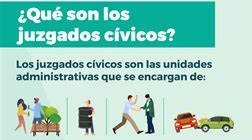 ¿Qué son los
juzgados cívicos?
Los juzgados cívicos son las unidades
administrativas que se encargan de: